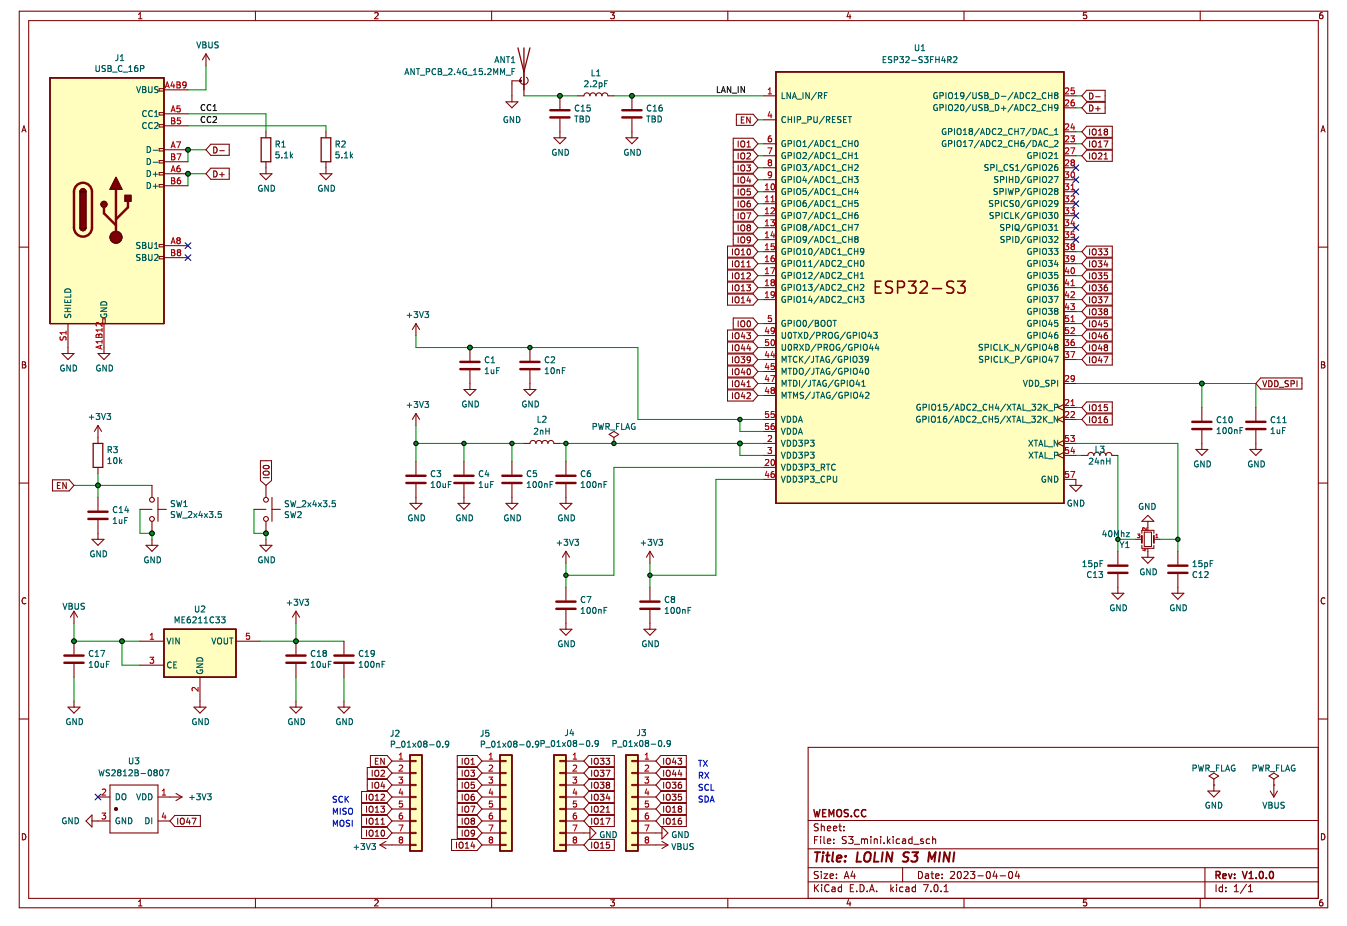 1 2 3 4 5 6
A
B
C
D
J1
USB_C_16P
VBUS
VBUS A4B9
CC1 A5 CC1
CC2 B5 CC2
D- A7 D-
D- B7
D+ A6 D+
D+ B6
SBU1 A8
SBU2 B8
SHIELD
GND
S1
A1B12
GND
GND
R1
5.1k
GND
R2
5.1k
GND
ANT1
ANT_PCB_2.4G_15.2MM_F
GND
L1
2.2pF
C15
TBD
GND
C16
TBD
GND
LAN_IN
U1
ESP32-S3FH4R2
ESP32-S3
1 LNA_IN/RF
EN 4 CHIP_PU/RESET
IO1 6 GPIO1/ADC1_CH0
IO2 7 GPIO2/ADC1_CH1
IO3 8 GPIO3/ADC1_CH2
IO4 9 GPIO4/ADC1_CH3
IO5 10 GPIO5/ADC1_CH4
IO6 11 GPIO6/ADC1_CH5
IO7 12 GPIO7/ADC1_CH6
IO8 13 GPIO8/ADC1_CH7
IO9 14 GPIO9/ADC1_CH8
IO10 15 GPIO10/ADC1_CH9
IO11 16 GPIO11/ADC2_CH0
IO12 17 GPIO12/ADC2_CH1
IO13 18 GPIO13/ADC2_CH2
IO14 19 GPIO14/ADC2_CH3
IO0 5 GPIO0/BOOT
IO43 49 U0TXD/PROG/GPIO43
IO44 50 U0RXD/PROG/GPIO44
IO39 44 MTCK/JTAG/GPIO39
IO40 45 MTDO/JTAG/GPIO40
IO41 47 MTDI/JTAG/GPIO41
IO42 48 MTMS/JTAG/GPIO42
55 VDDA
56 VDDA
2 VDD3P3
3 VDD3P3
20 VDD3P3_RTC
46 VDD3P3_CPU
GPIO19/USB_D-/ADC2_CH8 25 D-
GPIO20/USB_D+/ADC2_CH9 26 D+
GPIO18/ADC2_CH7/DAC_1 24 IO18
GPIO17/ADC2_CH6/DAC_2 23 IO17
GPIO21 27 IO21
SPI_CS1/GPIO26 28
SPIHD/GPIO27 30
SPIWP/GPIO28 31
SPICS0/GPIO29 32
SPICLK/GPIO30 33
SPIQ/GPIO31 34
SPID/GPIO32 35
GPIO33 38 IO33
GPIO34 39 IO34
GPIO35 40 IO35
GPIO36 41 IO36
GPIO37 42 IO37
GPIO38 43 IO38
GPIO45 51 IO45
GPIO46 52 IO46
SPICLK_N/GPIO48 36 IO48
SPICLK_P/GPIO47 37 IO47
VDD_SPI 29 VDD_SPI
GPIO15/ADC2_CH4/XTAL_32K_P 21 IO15
GPIO16/ADC2_CH5/XTAL_32K_N 22 IO16
XTAL_N 53
XTAL_P 54
GND 57
GND
C10
100nF
GND
C11
1uF
GND
L3
24nH
GND
40Mhz
Y1
GND
15pF
C13
GND
15pF
C12
GND
+3V3
C1
1uF
GND
C2
10nF
GND
+3V3
L2
2nH
PWR_FLAG
C3
10uF
GND
C4
1uF
GND
C5
100nF
GND
C6
100nF
GND
+3V3
C7
100nF
GND
+3V3
C8
100nF
GND
+3V3
R3
10k
EN
C14
1uF
GND
SW1
SW_2x4x3.5
GND
IO0
SW_2x4x3.5
SW2
GND
VBUS
C17
10uF
GND
U2
ME6211C33
1 VIN VOUT 5
3 CE
GND
2
GND
+3V3
C18
10uF
GND
C19
100nF
GND
U3
WS2812B-0807
2 DO VDD 1 +3V3
GND 3 GND DI 4 IO47
J2
P_01x08-0.9
EN 1
IO2 2
IO4 3
SCK IO12 4
MISO IO13 5
MOSI IO11 6
IO10 7
+3V3 8
J5
P_01x08-0.9
IO1 1
IO3 2
IO5 3
IO6 4
IO7 5
IO8 6
IO9 7
IO14 8
J4
P_01x08-0.9
1 IO33
2 IO37
3 IO38
4 IO34
5 IO21
6 IO17
7 GND
8 IO15
J3
P_01x08-0.9
1 IO43 TX
2 IO44 RX
3 IO36 SCL
4 IO35 SDA
5 IO18
6 IO16
7 GND
8 VBUS
PWR_FLAG
GND
PWR_FLAG
VBUS
WEMOS.CC
Sheet:
File: S3_mini.kicad_sch
Title: LOLIN S3 MINI
Size: A4 Date: 2023-04-04 Rev: V1.0.0
KiCad E.D.A. kicad 7.0.1 Id: 1/1
A
B
C
D
1 2 3 4 5 6